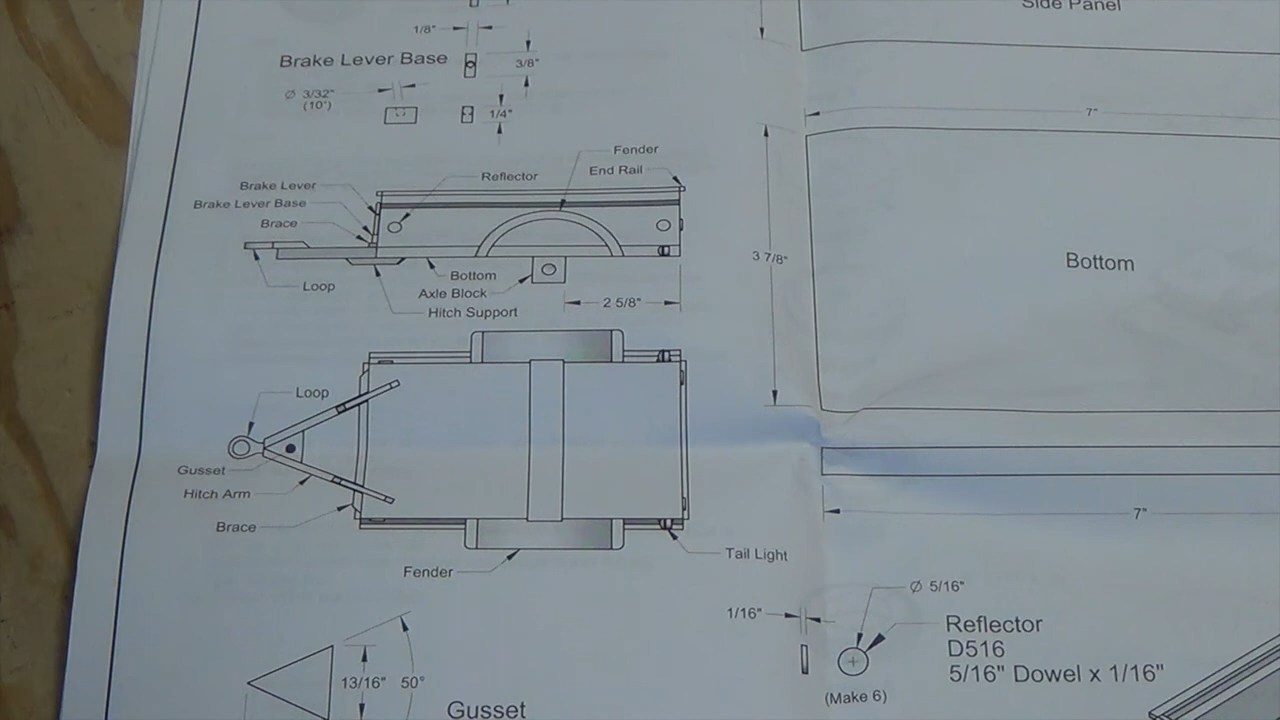 Side Panel
1/8"
Brake Lever Base
3/8"
Ø 3/32"
(10°)
1/4"
7"
Fender
End Rail
Reflector
Brake Lever
Brake Lever Base
Brace
3 7/8"
Bottom
Loop
Bottom
Axle Block
2 5/8"
Hitch Support
Loop
Gusset
Hitch Arm
Brace
7"
Tail Light
Fender
Ø 5/16"
1/16"
Reflector
D516
5/16" Dowel x 1/16"
(Make 6)
13/16"
50°
Gusset